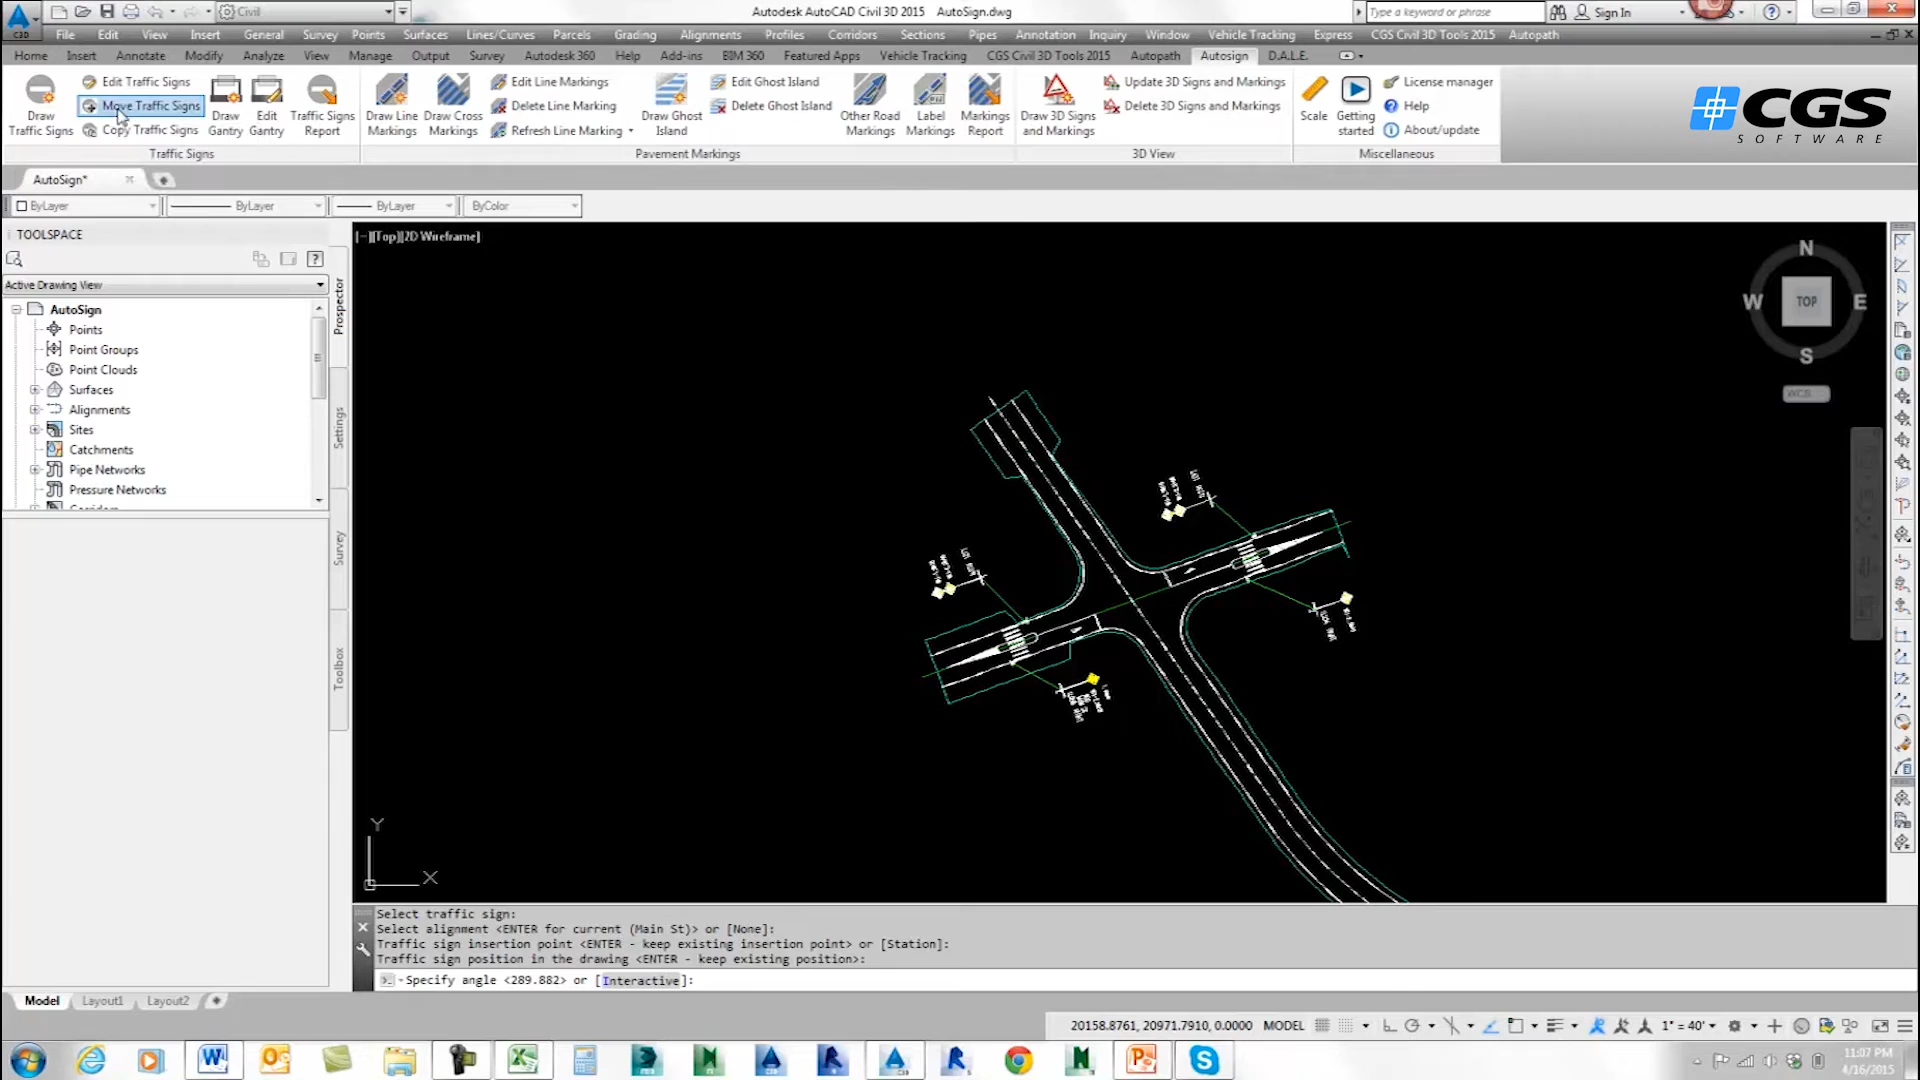 Civil
Autodesk AutoCAD Civil 3D 2015 AutoSign.dwg
Type a keyword or phrase
Sign In
C3D
File Edit View Insert General Survey Points Surfaces Lines/Curves Parcels Grading Alignments Profiles Corridors Sections Pipes Annotation Inquiry Window Vehicle Tracking Express CGS Civil 3D Tools 2015 Autopath
Home Insert Annotate Modify Analyze View Manage Output Survey Autodesk 360 Help Add-ins BIM 360 Featured Apps Vehicle Tracking CGS Civil 3D Tools 2015 Autopath Autosign D.A.L.E.
Draw Traffic Signs
Edit Traffic Signs
Move Traffic Signs
Copy Traffic Signs
Draw Gantry
Edit Gantry
Traffic Signs Report
Traffic Signs
Draw Line Markings
Draw Cross Markings
Edit Line Markings
Delete Line Marking
Refresh Line Marking
Draw Ghost Island
Edit Ghost Island
Delete Ghost Island
Other Road Markings
Label Markings
Markings Report
Pavement Markings
Draw 3D Signs and Markings
Update 3D Signs and Markings
Delete 3D Signs and Markings
3D View
Scale
Getting started
License manager
Help
About/update
Miscellaneous
CGS
SOFTWARE
AutoSign*
ByLayer ByLayer ByLayer ByColor
TOOLSPACE
Active Drawing View
AutoSign
Points
Point Groups
Point Clouds
Surfaces
Alignments
Sites
Catchments
Pipe Networks
Pressure Networks
Corridors
Prospector
Settings
Survey
Toolbox
[−][Top][2D Wireframe]
N
W TOP E
S
WCS
Y
X
Select traffic sign:
Select alignment <ENTER for current (Main St)> or [None]:
Traffic sign insertion point <ENTER - keep existing insertion point> or [Station]:
Traffic sign position in the drawing <ENTER - keep existing position>:
Specify angle <289.882> or [Interactive]:
Model Layout1 Layout2
20158.8761, 20971.7910, 0.0000 MODEL 1" = 40'
11:07 PM
4/16/2015